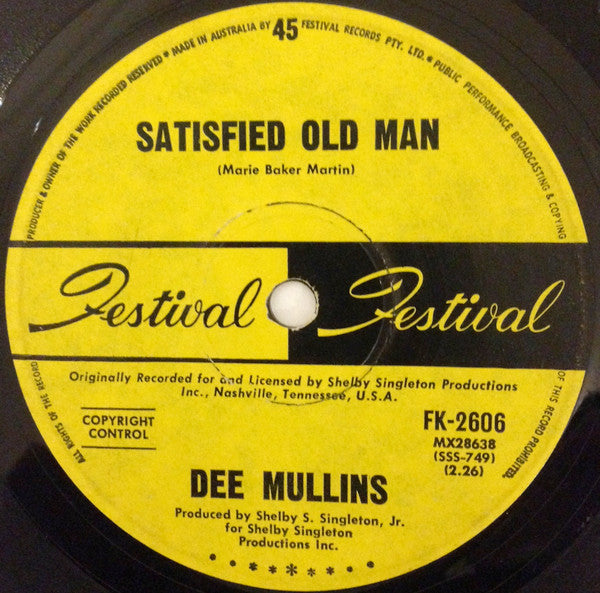 PRODUCER & OWNER OF THE WORK RECORDED RESERVED • MADE IN AUSTRALIA BY 45 FESTIVAL RECORDS PTY. LTD. • PUBLIC PERFORMANCE BROADCASTING & COPYING
SATISFIED OLD MAN
(Marie Baker Martin)
Festival Festival
Originally Recorded for and Licensed by Shelby Singleton Productions
Inc., Nashville, Tennessee, U.S.A.
ALL RIGHTS OF THE RECORD
OF THIS RECORD PROHIBITED.
COPYRIGHT
CONTROL
FK-2606
MX28638
(SSS-749)
(2.26)
DEE MULLINS
Produced by Shelby S. Singleton, Jr.
for Shelby Singleton
Productions Inc.